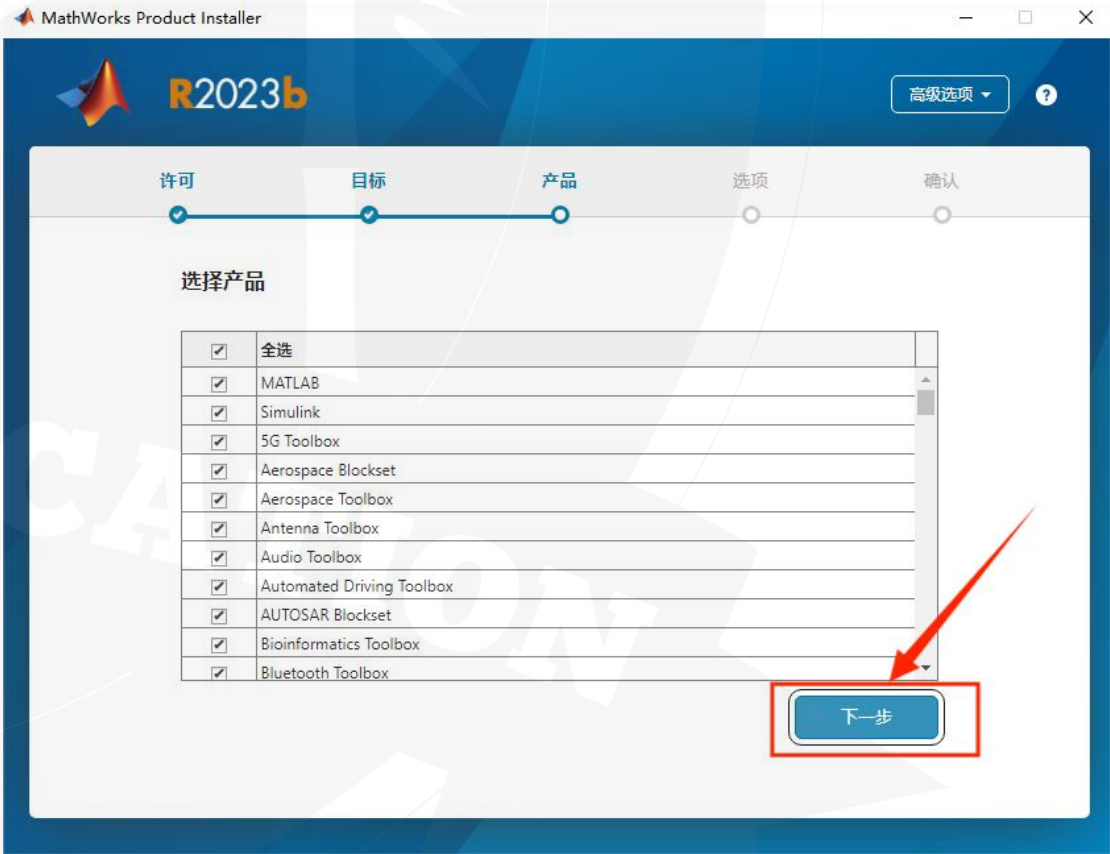 MathWorks Product Installer
R2023b
高级选项
?
许可 目标 产品 选项 确认
选择产品
全选
MATLAB
Simulink
5G Toolbox
Aerospace Blockset
Aerospace Toolbox
Antenna Toolbox
Audio Toolbox
Automated Driving Toolbox
AUTOSAR Blockset
Bioinformatics Toolbox
Bluetooth Toolbox
下一步
CATION